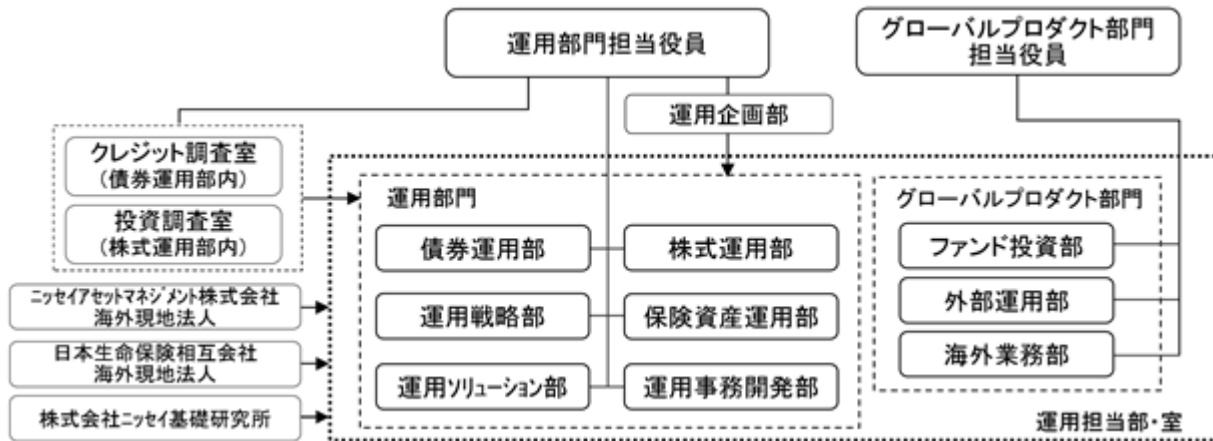 運用部門担当役員
グローバルプロダクト部門
担当役員
運用企画部
クレジット調査室
(債券運用部内)
投資調査室
(株式運用部内)
運用部門
債券運用部
株式運用部
運用戦略部
保険資産運用部
運用ソリューション部
運用事務開発部
グローバルプロダクト部門
ファンド投資部
外部運用部
海外業務部
ニッセイアセットマネジメント株式会社
海外現地法人
日本生命保険相互会社
海外現地法人
株式会社ニッセイ基礎研究所
運用担当部・室